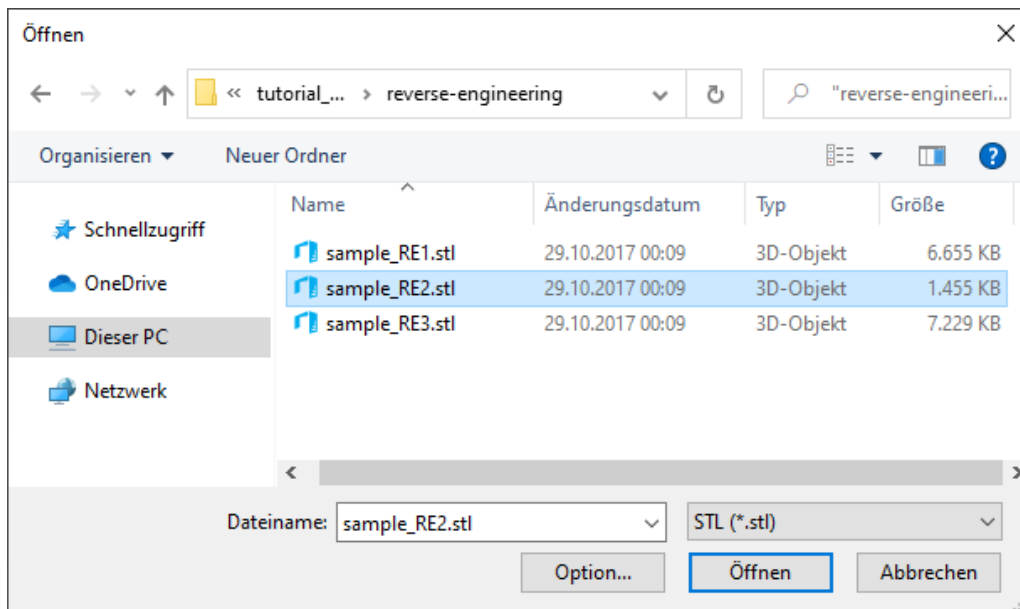 Öffnen
« tutorial_... › reverse-engineering
"reverse-engineeri...
Organisieren Neuer Ordner ?
Name Änderungsdatum Typ Größe
Schnellzugriff
OneDrive
Dieser PC
Netzwerk
sample_RE1.stl 29.10.2017 00:09 3D-Objekt 6.655 KB
sample_RE2.stl 29.10.2017 00:09 3D-Objekt 1.455 KB
sample_RE3.stl 29.10.2017 00:09 3D-Objekt 7.229 KB
Dateiname: sample_RE2.stl STL (*.stl)
Option... Öffnen Abbrechen